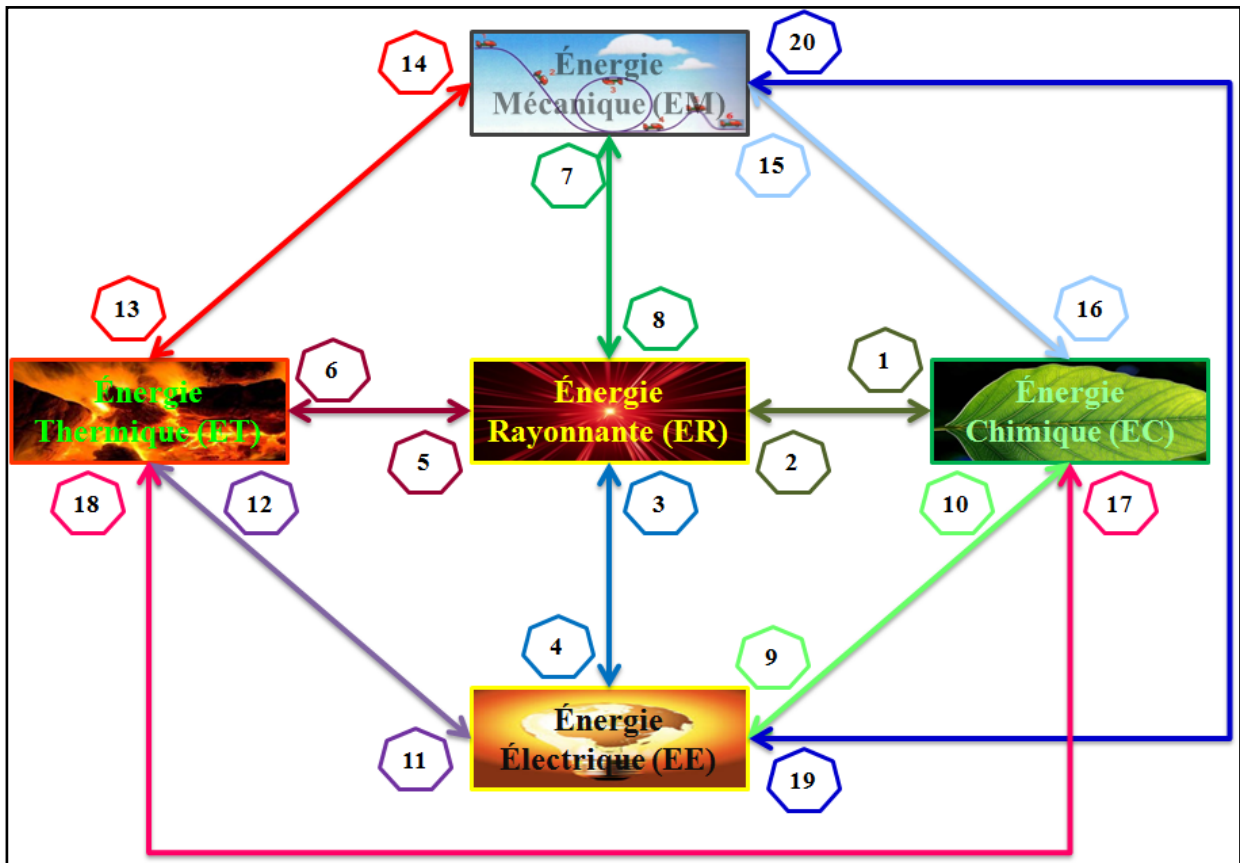 14
20
Énergie
Mécanique (EM)
7
15
13
8
16
6
1
Énergie
Thermique (ET)
Énergie
Rayonnante (ER)
Énergie
Chimique (EC)
5
2
18
12
3
10
17
4
9
Énergie
Électrique (EE)
11
19